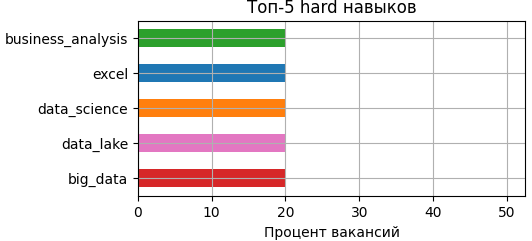 Топ-5 hard навыков
business_analysis
excel
data_science
data_lake
big_data
0 10 20 30 40 50
Процент вакансий